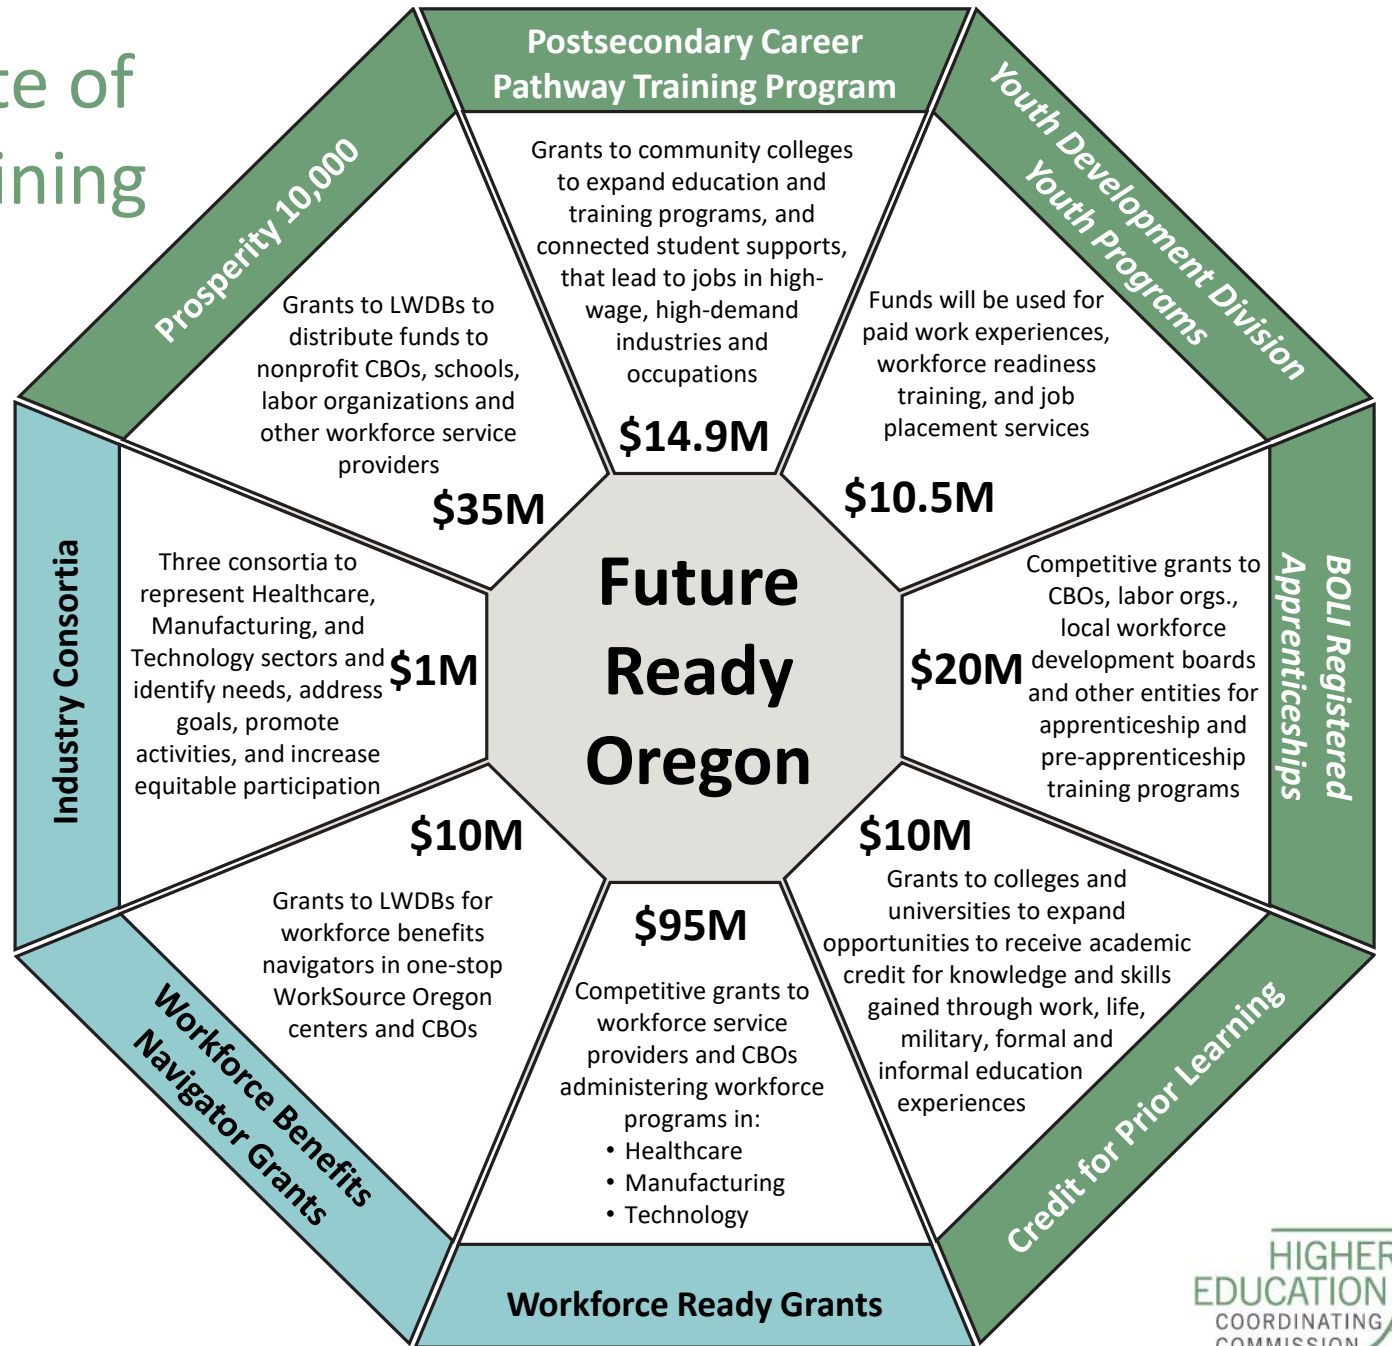 Postsecondary Career
Pathway Training Program
Grants to community colleges
to expand education and
training programs, and
connected student supports,
that lead to jobs in high-
wage, high-demand
industries and
occupations
$14.9M
Youth Development Division
Youth Programs
Funds will be used for
paid work experiences,
workforce readiness
training, and job
placement services
$10.5M
BOLI Registered
Apprenticeships
Competitive grants to
CBOs, labor orgs.,
local workforce
development boards
and other entities for
apprenticeship and
pre-apprenticeship
training programs
$20M
Credit for Prior Learning
$10M
Grants to colleges and
universities to expand
opportunities to receive academic
credit for knowledge and skills
gained through work, life,
military, formal and
informal education
experiences
Workforce Ready Grants
$95M
Competitive grants to
workforce service
providers and CBOs
administering workforce
programs in:
• Healthcare
• Manufacturing
• Technology
Workforce Benefits
Navigator Grants
$10M
Grants to LWDBs for
workforce benefits
navigators in one-stop
WorkSource Oregon
centers and CBOs
Industry Consortia
Three consortia to
represent Healthcare,
Manufacturing, and
Technology sectors and
identify needs, address
goals, promote
activities, and increase
equitable participation
$1M
Prosperity 10,000
Grants to LWDBs to
distribute funds to
nonprofit CBOs, schools,
labor organizations and
other workforce service
providers
$35M
Future
Ready
Oregon
of
HIGHER
EDUCATION
COORDINATING
COMMISSION